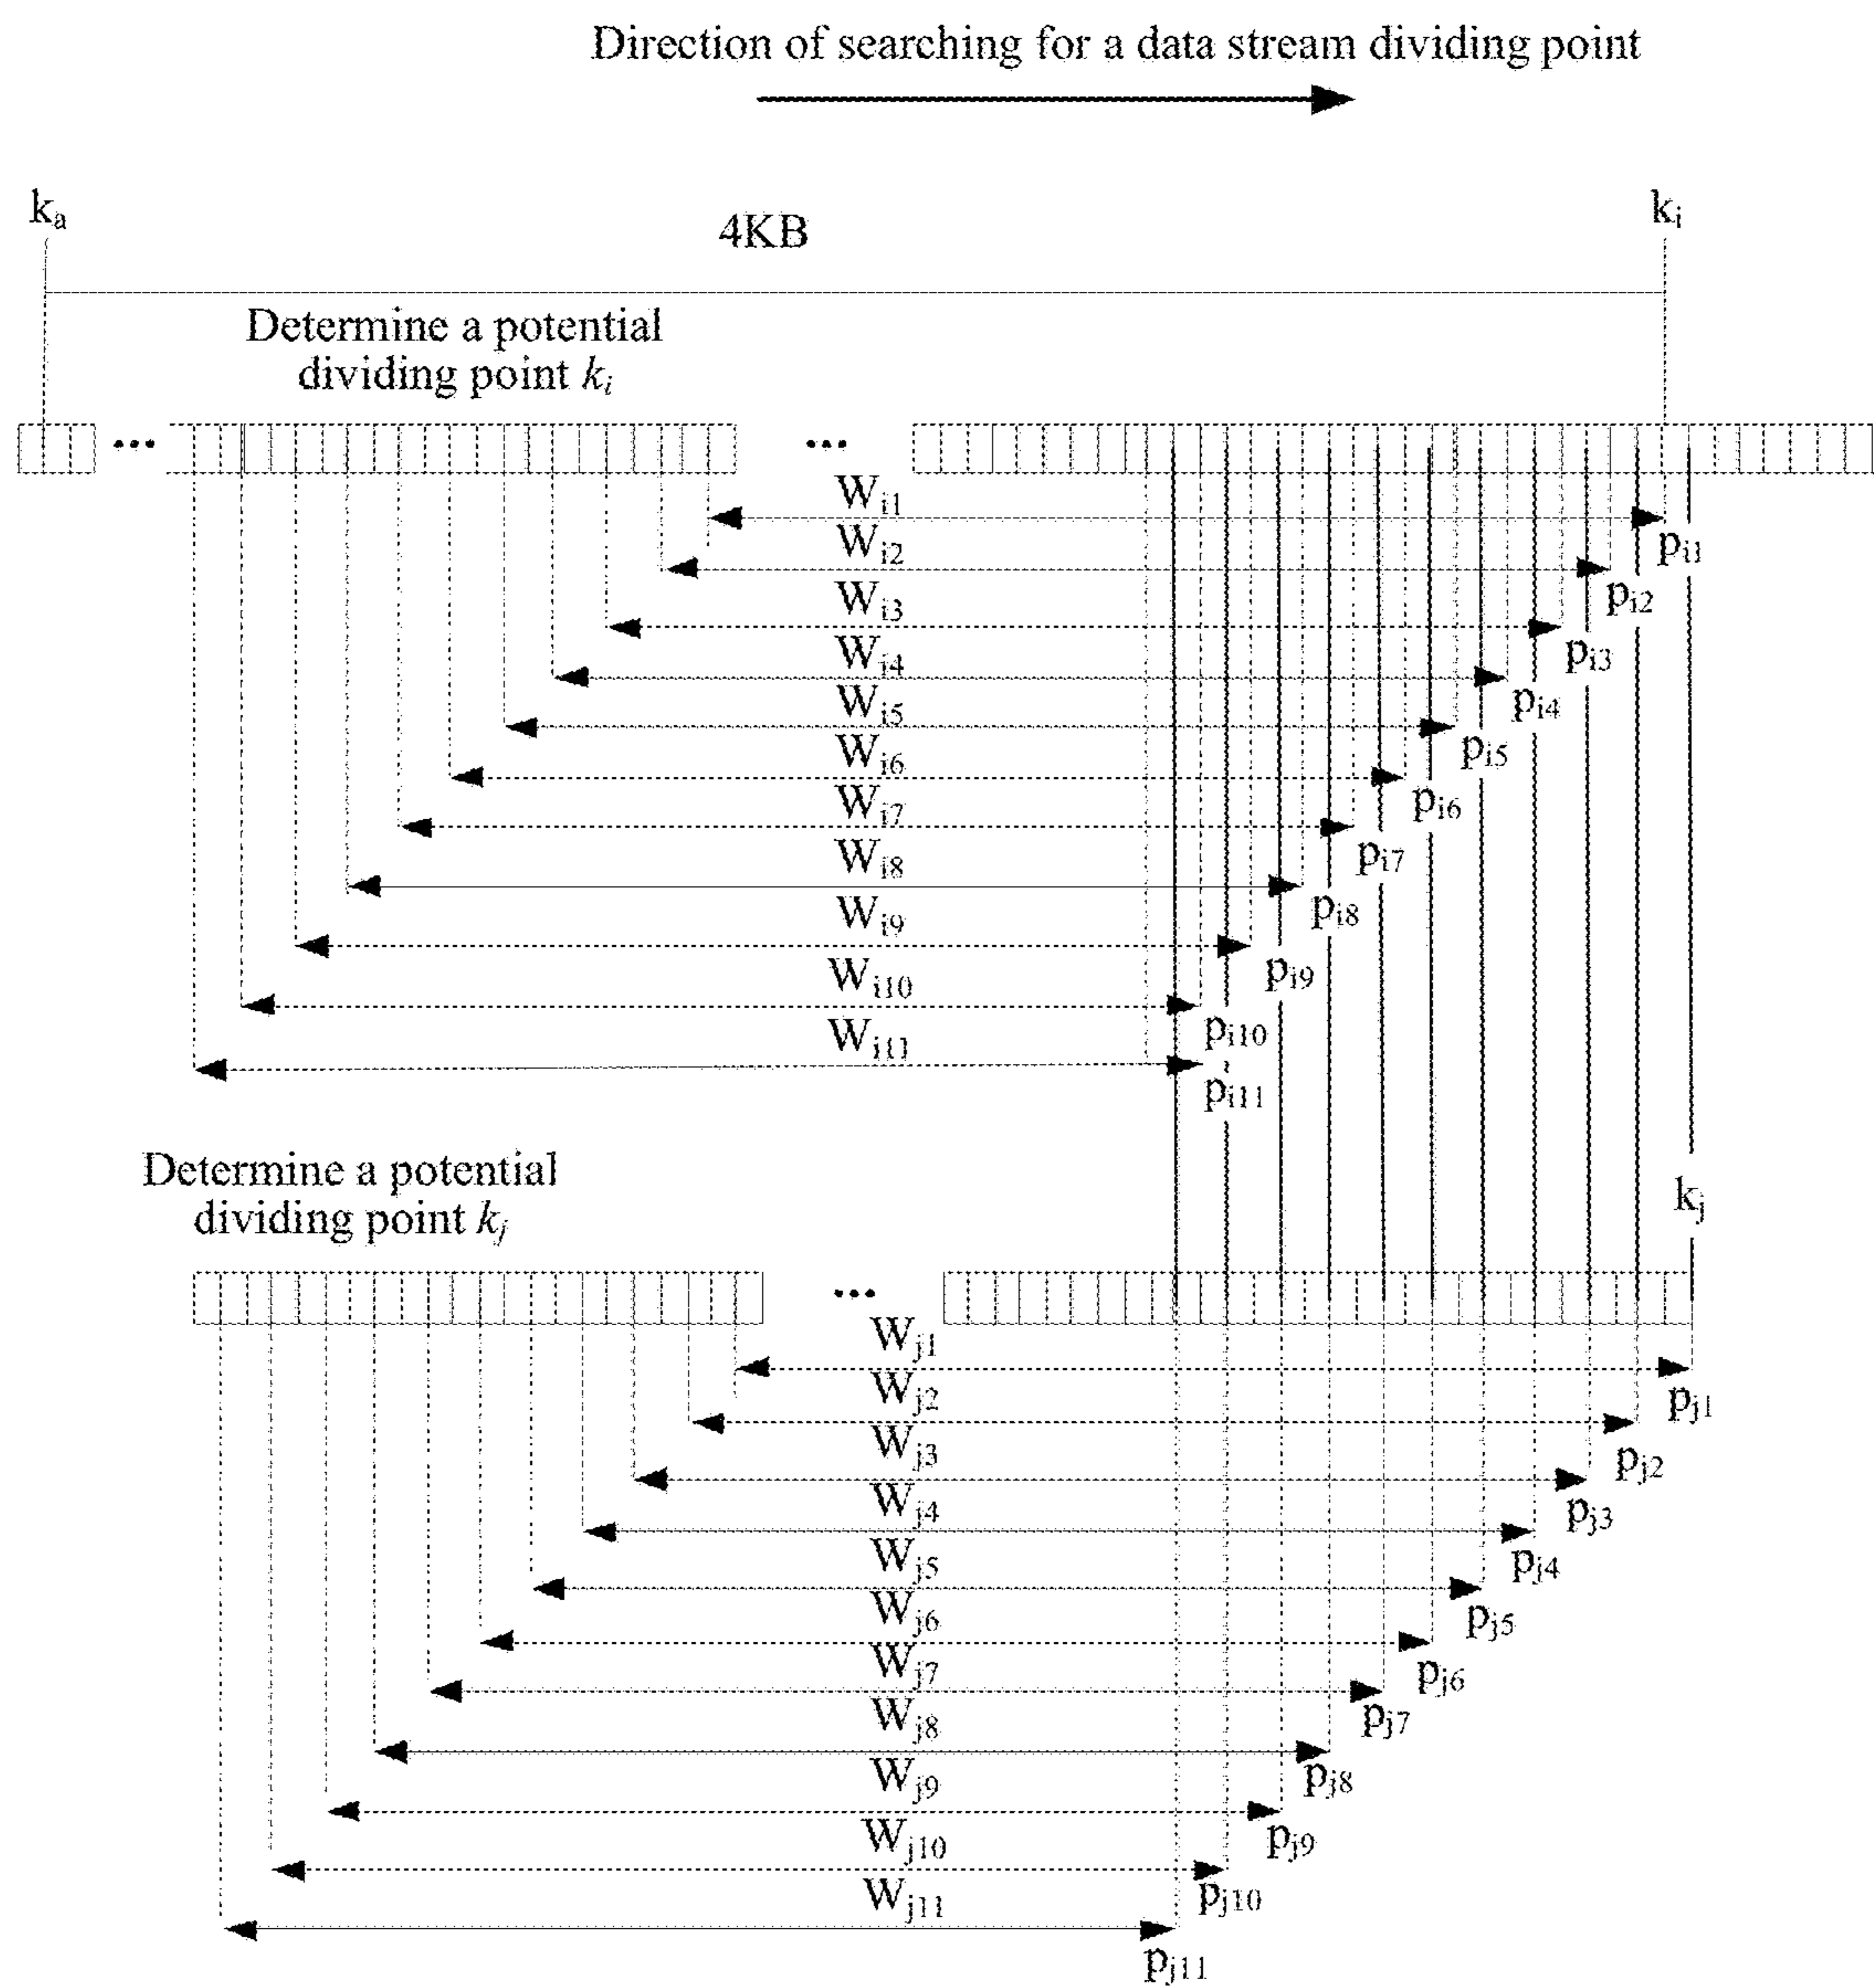 Direction of searching for a data stream dividing point
kₐ
4KB
kᵢ
Determine a potential
dividing point kᵢ
...
...
Wi1
pi1
Wi2
pi2
Wi3
pi3
Wi4
pi4
Wi5
pi5
Wi6
pi6
Wi7
pi7
Wi8
pi8
Wi9
pi9
Wi10
pi10
Wi11
pi11
Determine a potential
dividing point kⱼ
kⱼ
...
Wj1
pj1
Wj2
pj2
Wj3
pj3
Wj4
pj4
Wj5
pj5
Wj6
pj6
Wj7
pj7
Wj8
pj8
Wj9
pj9
Wj10
pj10
Wj11
pj11